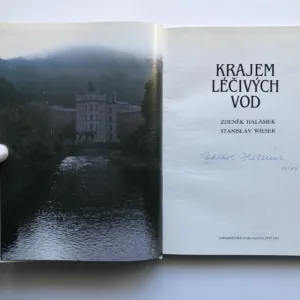 KRAJEM
LÉČIVÝCH
VOD
ZDENĚK HALÁMEK
STANISLAV WIESER